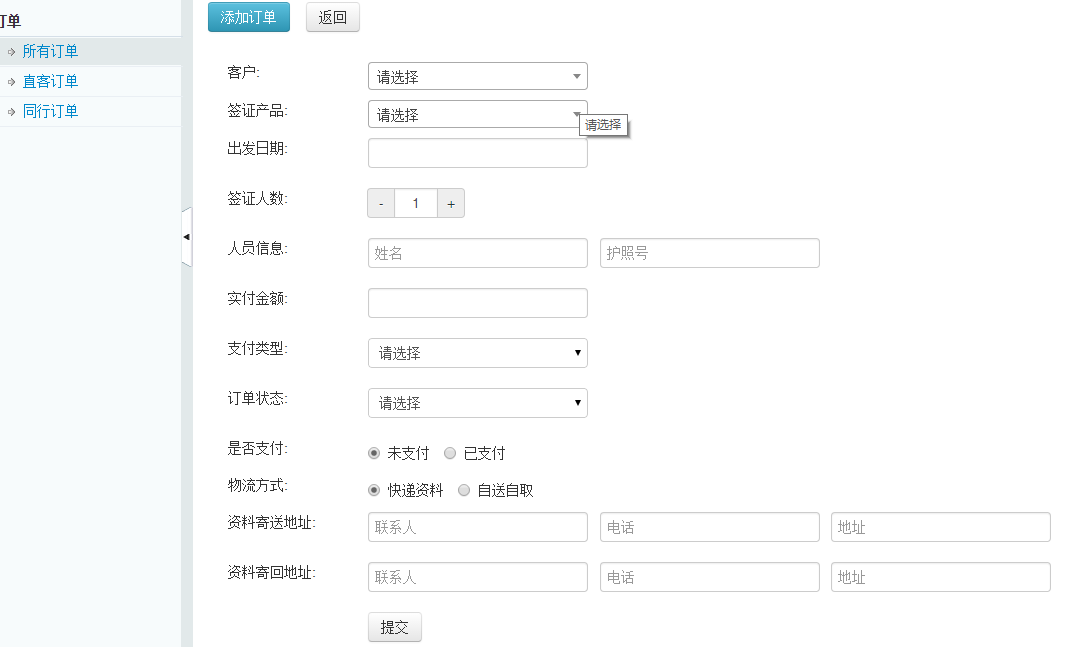 订单
所有订单
直客订单
同行订单
添加订单 返回
客户: 请选择
签证产品: 请选择
请选择
出发日期:
签证人数: - 1 +
人员信息: 姓名 护照号
实付金额:
支付类型: 请选择
订单状态: 请选择
是否支付: 未支付 已支付
物流方式: 快递资料 自送自取
资料寄送地址: 联系人 电话 地址
资料寄回地址: 联系人 电话 地址
提交